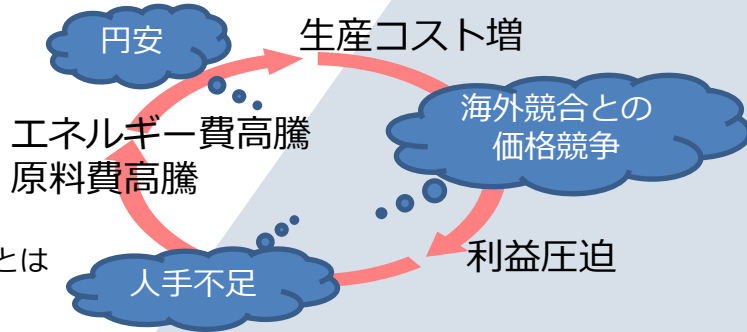 円安
生産コスト増
海外競合との
価格競争
エネルギー費高騰
原料費高騰
利益圧迫
とは
人手不足